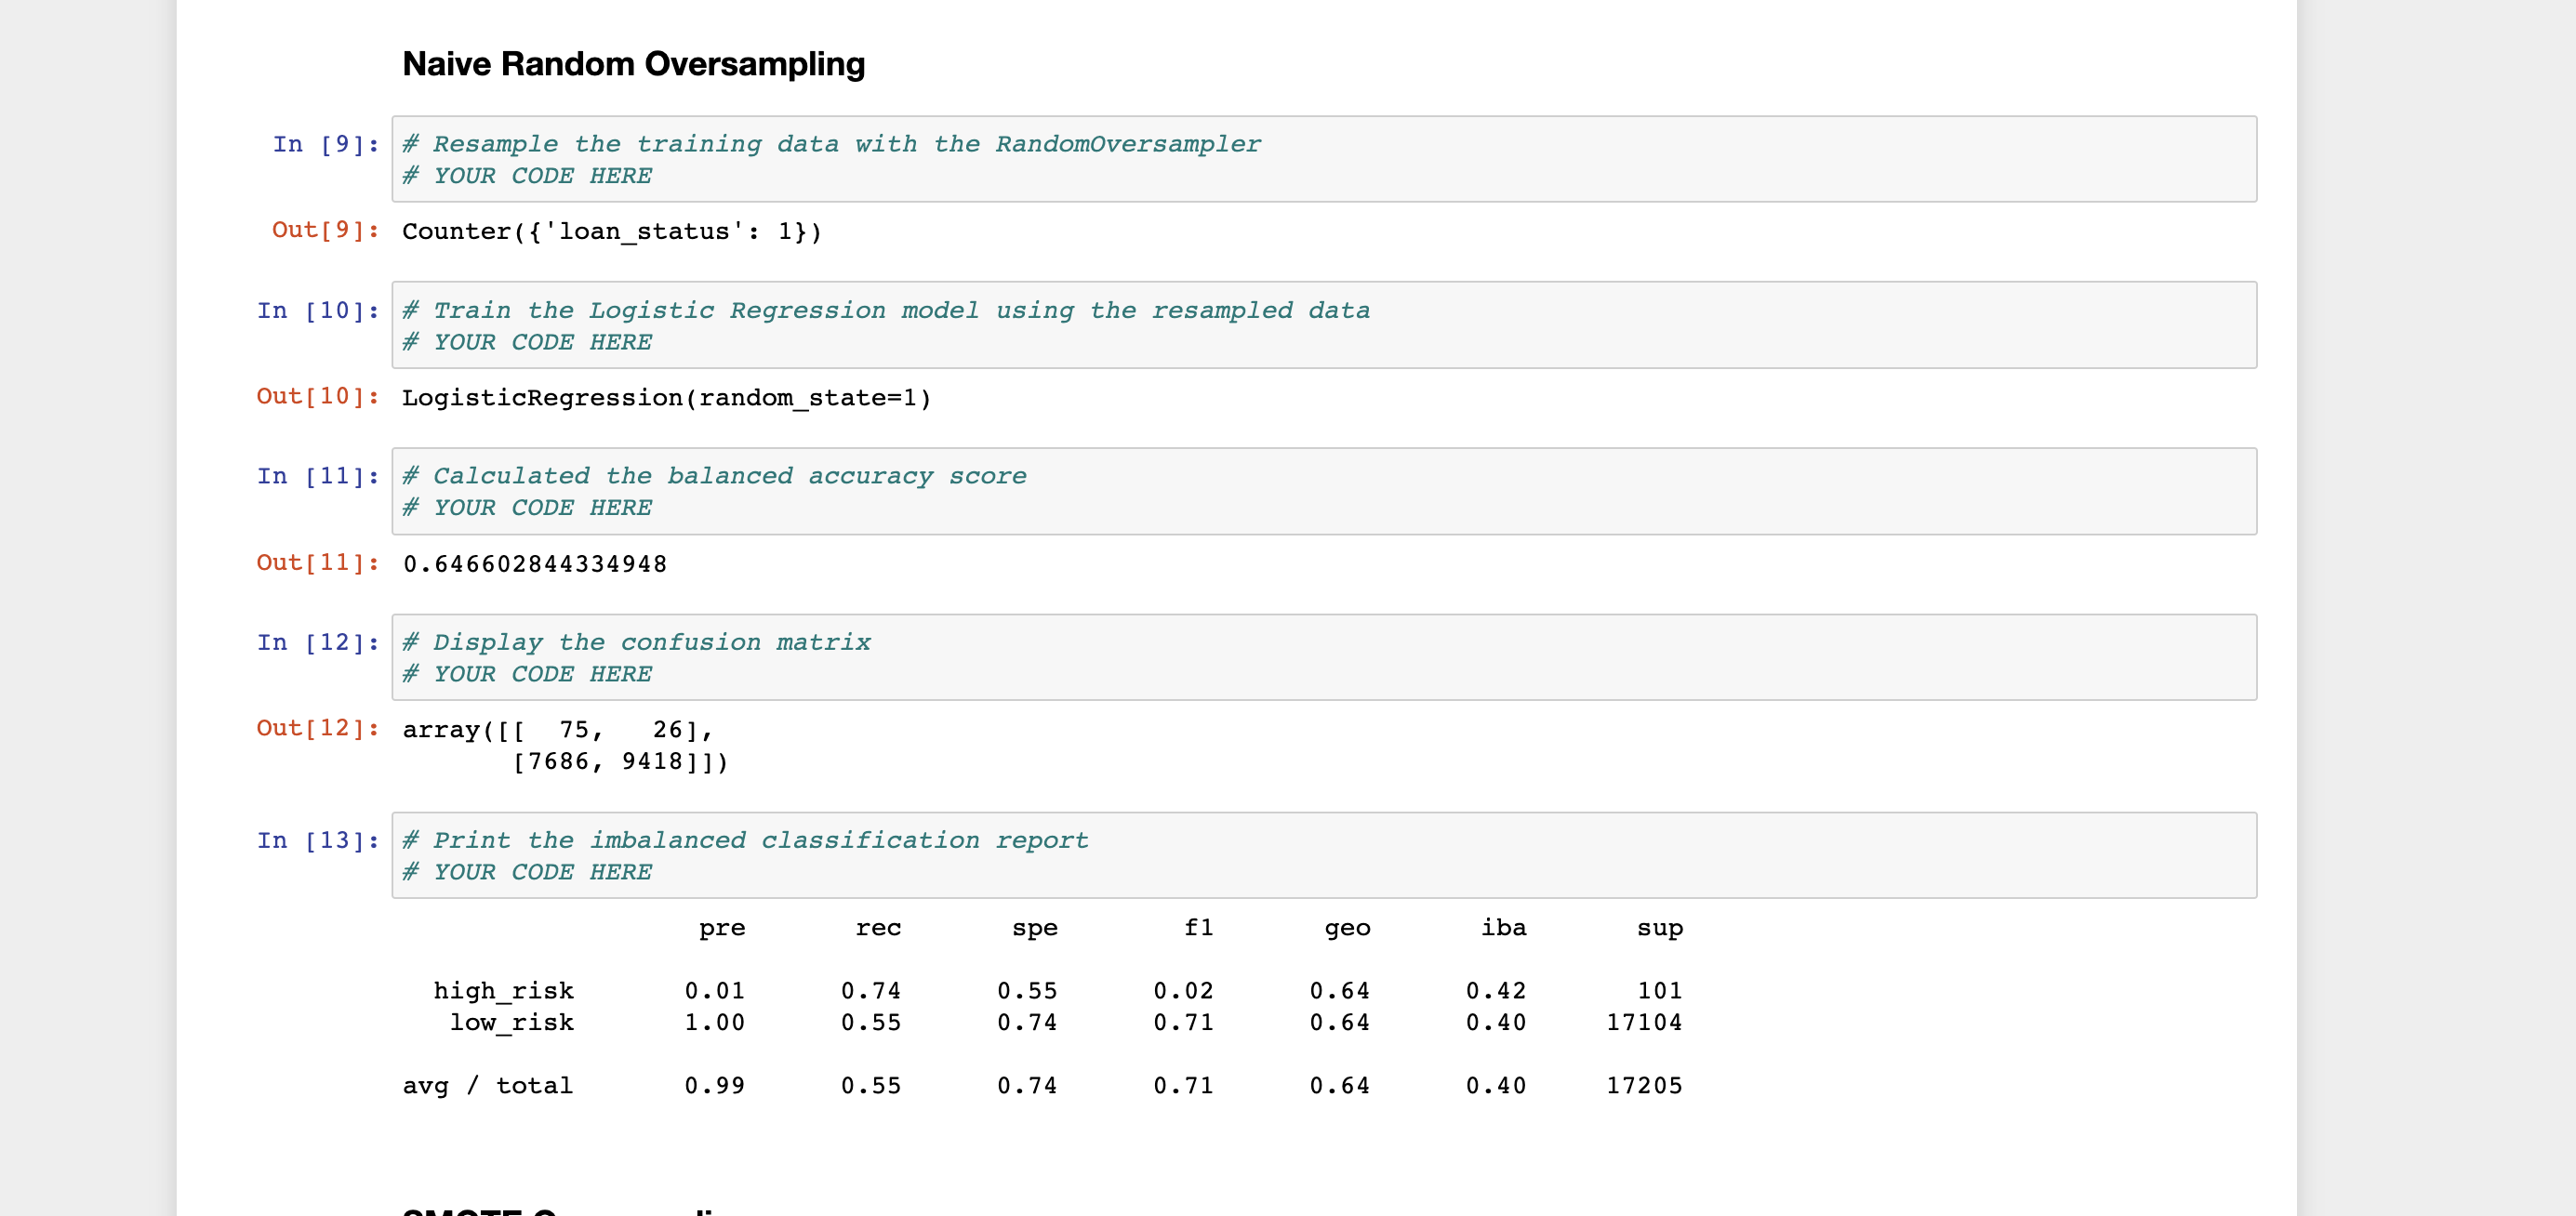 Naive Random Oversampling
In [9]: # Resample the training data with the RandomOversampler
# YOUR CODE HERE
Out[9]: Counter({'loan_status': 1})
In [10]: # Train the Logistic Regression model using the resampled data
# YOUR CODE HERE
Out[10]: LogisticRegression(random_state=1)
In [11]: # Calculated the balanced accuracy score
# YOUR CODE HERE
Out[11]: 0.646602844334948
In [12]: # Display the confusion matrix
# YOUR CODE HERE
Out[12]: array([[  75,   26],
       [7686, 9418]])
In [13]: # Print the imbalanced classification report
# YOUR CODE HERE
pre rec spe f1 geo iba sup
high_risk 0.01 0.74 0.55 0.02 0.64 0.42 101
low_risk 1.00 0.55 0.74 0.71 0.64 0.40 17104
avg / total 0.99 0.55 0.74 0.71 0.64 0.40 17205